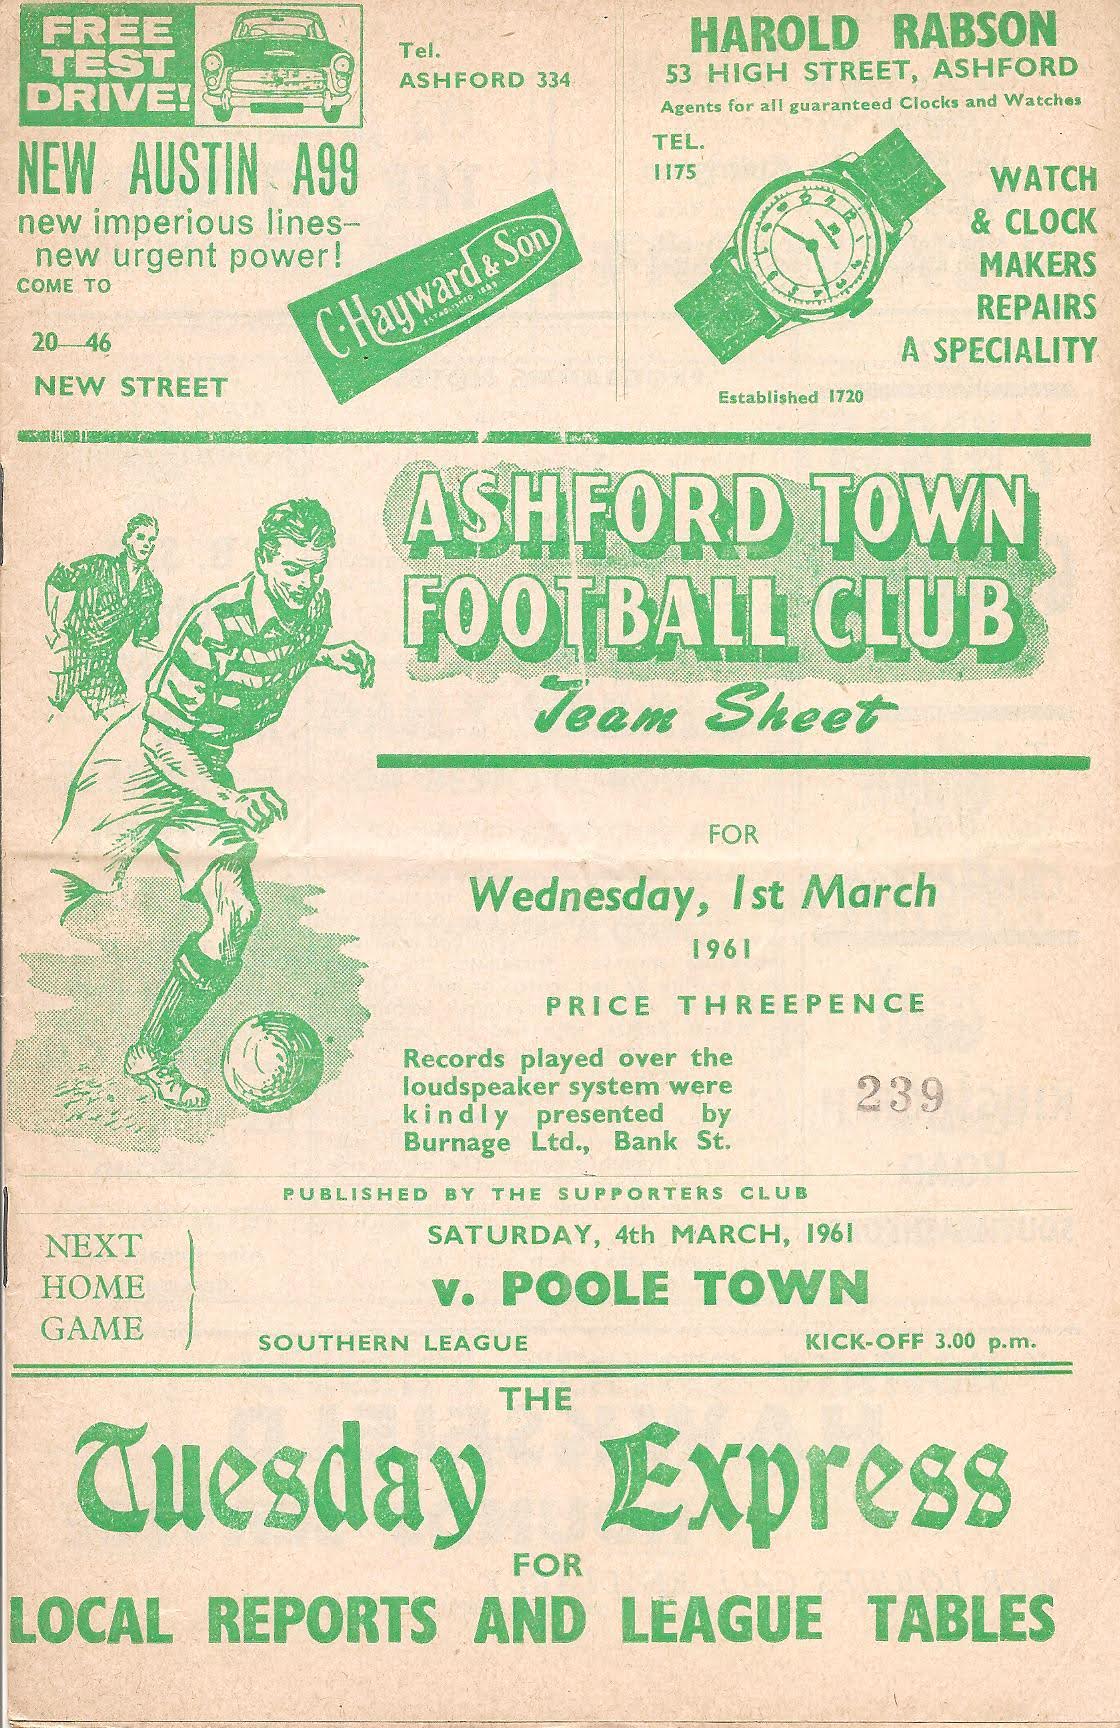 FREE
TEST
DRIVE!
NEW AUSTIN A99
new imperious lines—
new urgent power!
COME TO
20—46
NEW STREET
Tel.
ASHFORD 334
C. Hayward & Son
ESTABLISHED
HAROLD RABSON
53 HIGH STREET, ASHFORD
Agents for all guaranteed Clocks and Watches
TEL.
1175
WATCH
& CLOCK
MAKERS
REPAIRS
A SPECIALITY
Established 1720
ASHFORD TOWN
FOOTBALL CLUB
Team Sheet
FOR
Wednesday, 1st March
1961
PRICE THREEPENCE
Records played over the
loudspeaker system were
kindly presented by
Burnage Ltd., Bank St.
239
PUBLISHED BY THE SUPPORTERS CLUB
NEXT
HOME
GAME
SATURDAY, 4th MARCH, 1961
v. POOLE TOWN
SOUTHERN LEAGUE KICK-OFF 3.00 p.m.
THE
Tuesday Express
FOR
LOCAL REPORTS AND LEAGUE TABLES